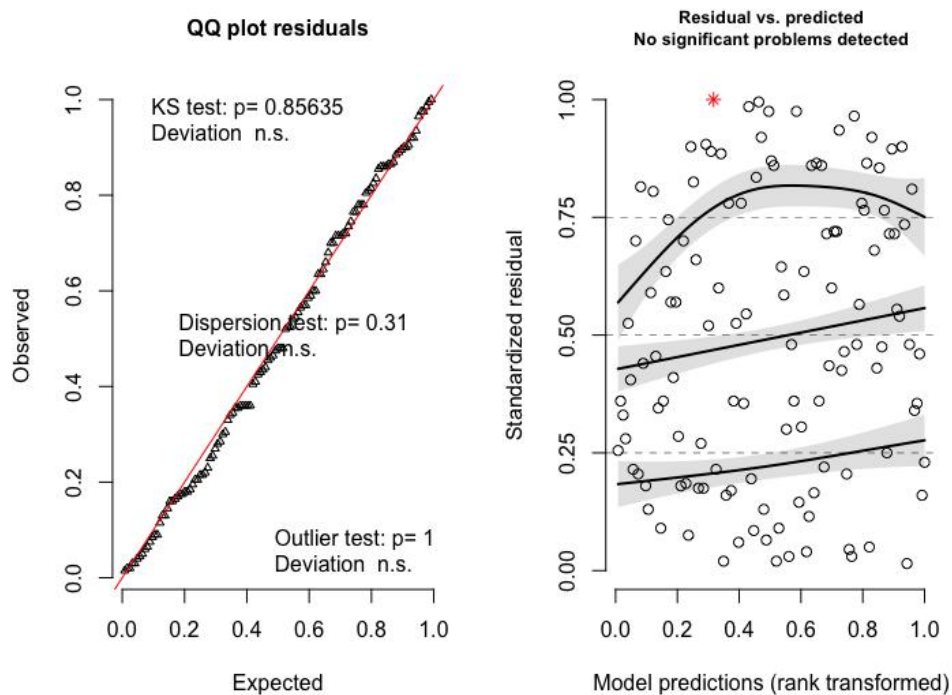 QQ plot residuals
KS test: p= 0.85635
Deviation n.s.
Dispersion test: p= 0.31
Deviation n.s.
Outlier test: p= 1
Deviation n.s.
Observed
0.0 0.2 0.4 0.6 0.8 1.0
0.0 0.2 0.4 0.6 0.8 1.0
Expected
Residual vs. predicted
No significant problems detected
Standardized residual
0.00 0.25 0.50 0.75 1.00
0.0 0.2 0.4 0.6 0.8 1.0
Model predictions (rank transformed)